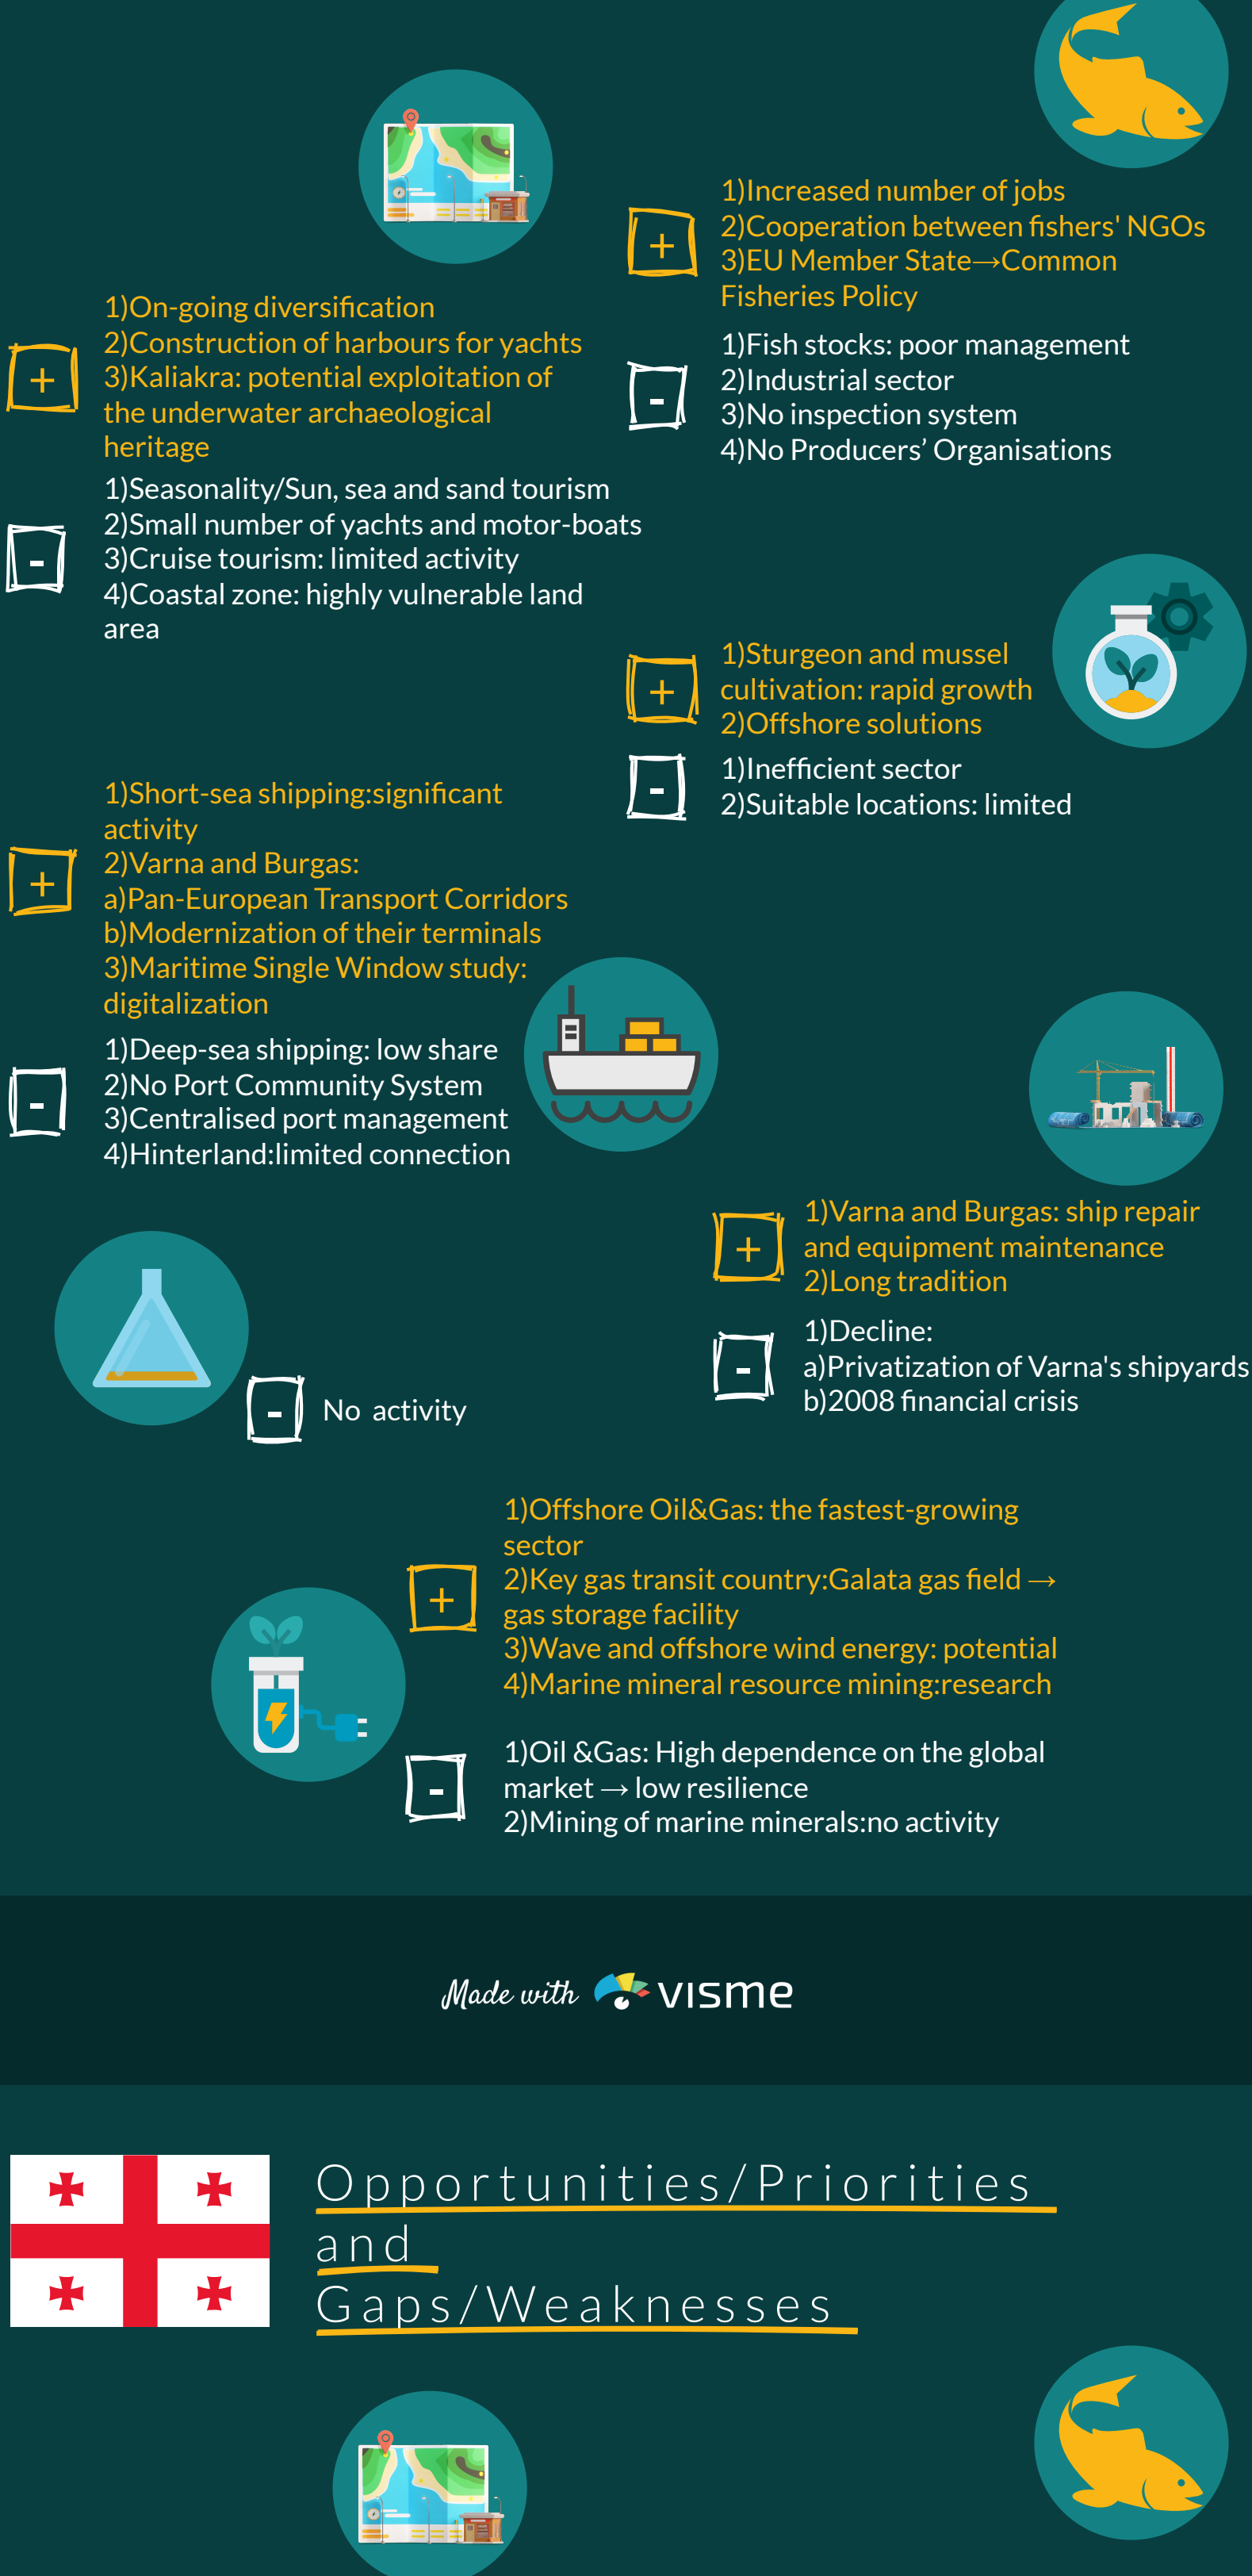 1)Increased number of jobs
2)Cooperation between fishers' NGOs
3)EU Member State→Common
Fisheries Policy
+
1)Fish stocks: poor management
2)Industrial sector
3)No inspection system
4)No Producers’ Organisations
-
1)On-going diversification
2)Construction of harbours for yachts
3)Kaliakra: potential exploitation of
the underwater archaeological
heritage
+
1)Seasonality/Sun, sea and sand tourism
2)Small number of yachts and motor-boats
3)Cruise tourism: limited activity
4)Coastal zone: highly vulnerable land
area
-
1)Sturgeon and mussel
cultivation: rapid growth
2)Offshore solutions
+
1)Inefficient sector
2)Suitable locations: limited
-
1)Short-sea shipping:significant
activity
2)Varna and Burgas:
a)Pan-European Transport Corridors
b)Modernization of their terminals
3)Maritime Single Window study:
digitalization
+
1)Deep-sea shipping: low share
2)No Port Community System
3)Centralised port management
4)Hinterland:limited connection
-
1)Varna and Burgas: ship repair
and equipment maintenance
2)Long tradition
+
1)Decline:
a)Privatization of Varna's shipyards
b)2008 financial crisis
-
- No activity
1)Offshore Oil&Gas: the fastest-growing
sector
2)Key gas transit country:Galata gas field →
gas storage facility
3)Wave and offshore wind energy: potential
4)Marine mineral resource mining:research
+
1)Oil &Gas: High dependence on the global
market → low resilience
2)Mining of marine minerals:no activity
-
Made with visme
Opportunities/Priorities
and
Gaps/Weaknesses